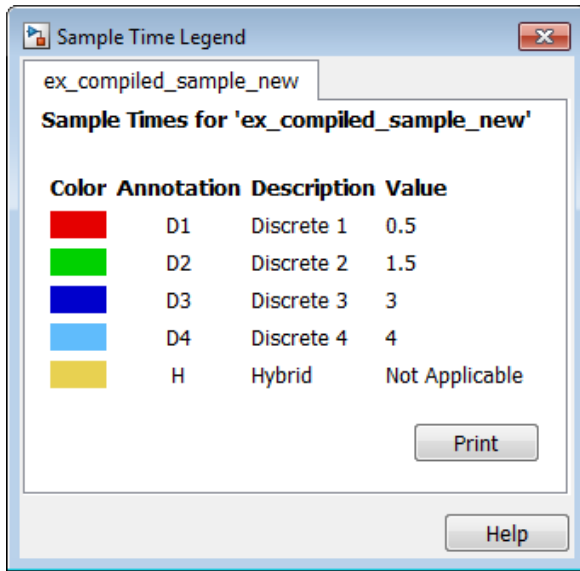 Sample Time Legend
ex_compiled_sample_new
Sample Times for 'ex_compiled_sample_new'
Color Annotation Description Value
D1 Discrete 1 0.5
D2 Discrete 2 1.5
D3 Discrete 3 3
D4 Discrete 4 4
H Hybrid Not Applicable
Print
Help